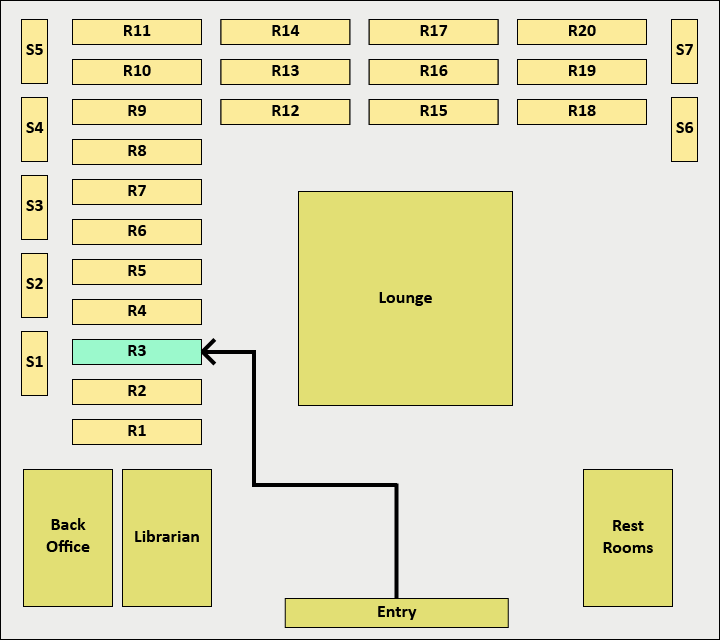 S5
R11
R14
R17
R20
S7
R10
R13
R16
R19
S4
R9
R12
R15
R18
S6
R8
S3
R7
R6
S2
R5
Lounge
R4
S1
R3
R2
R1
Back
Office
Librarian
Rest
Rooms
Entry